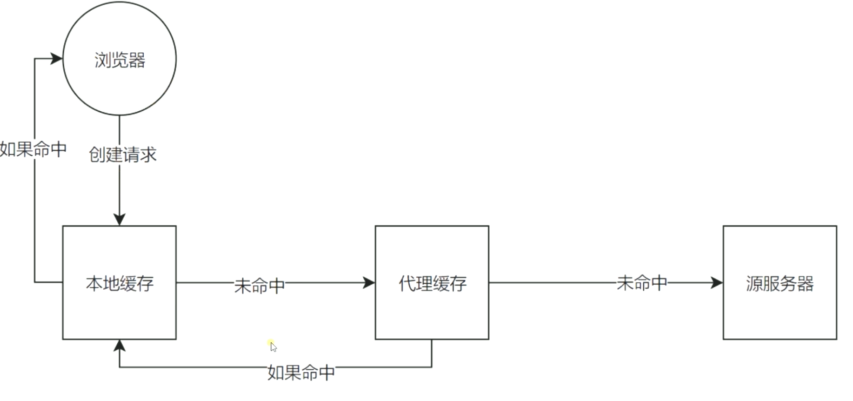 浏览器
如果命中
创建请求
本地缓存
未命中
代理缓存
未命中
源服务器
如果命中